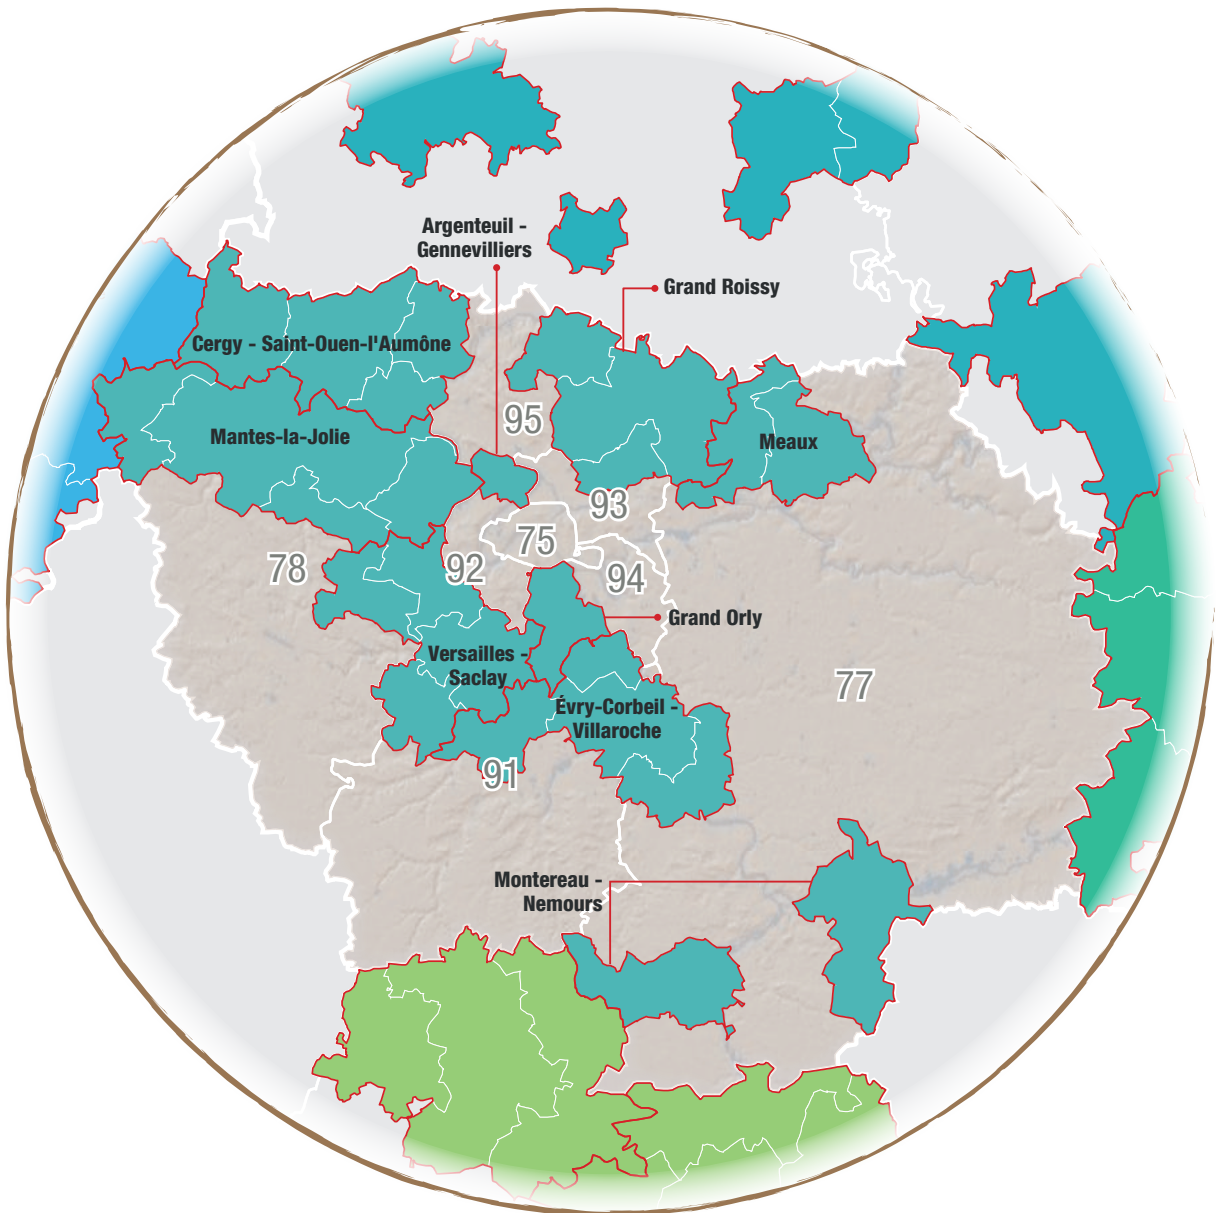 Argenteuil -
Gennevilliers
Grand Roissy
Cergy - Saint-Ouen-l'Aumône
95
Mantes-la-Jolie
Meaux
93
75
78
92
94
Grand Orly
Versailles -
Saclay
77
Évry-Corbeil -
Villaroche
91
Montereau -
Nemours